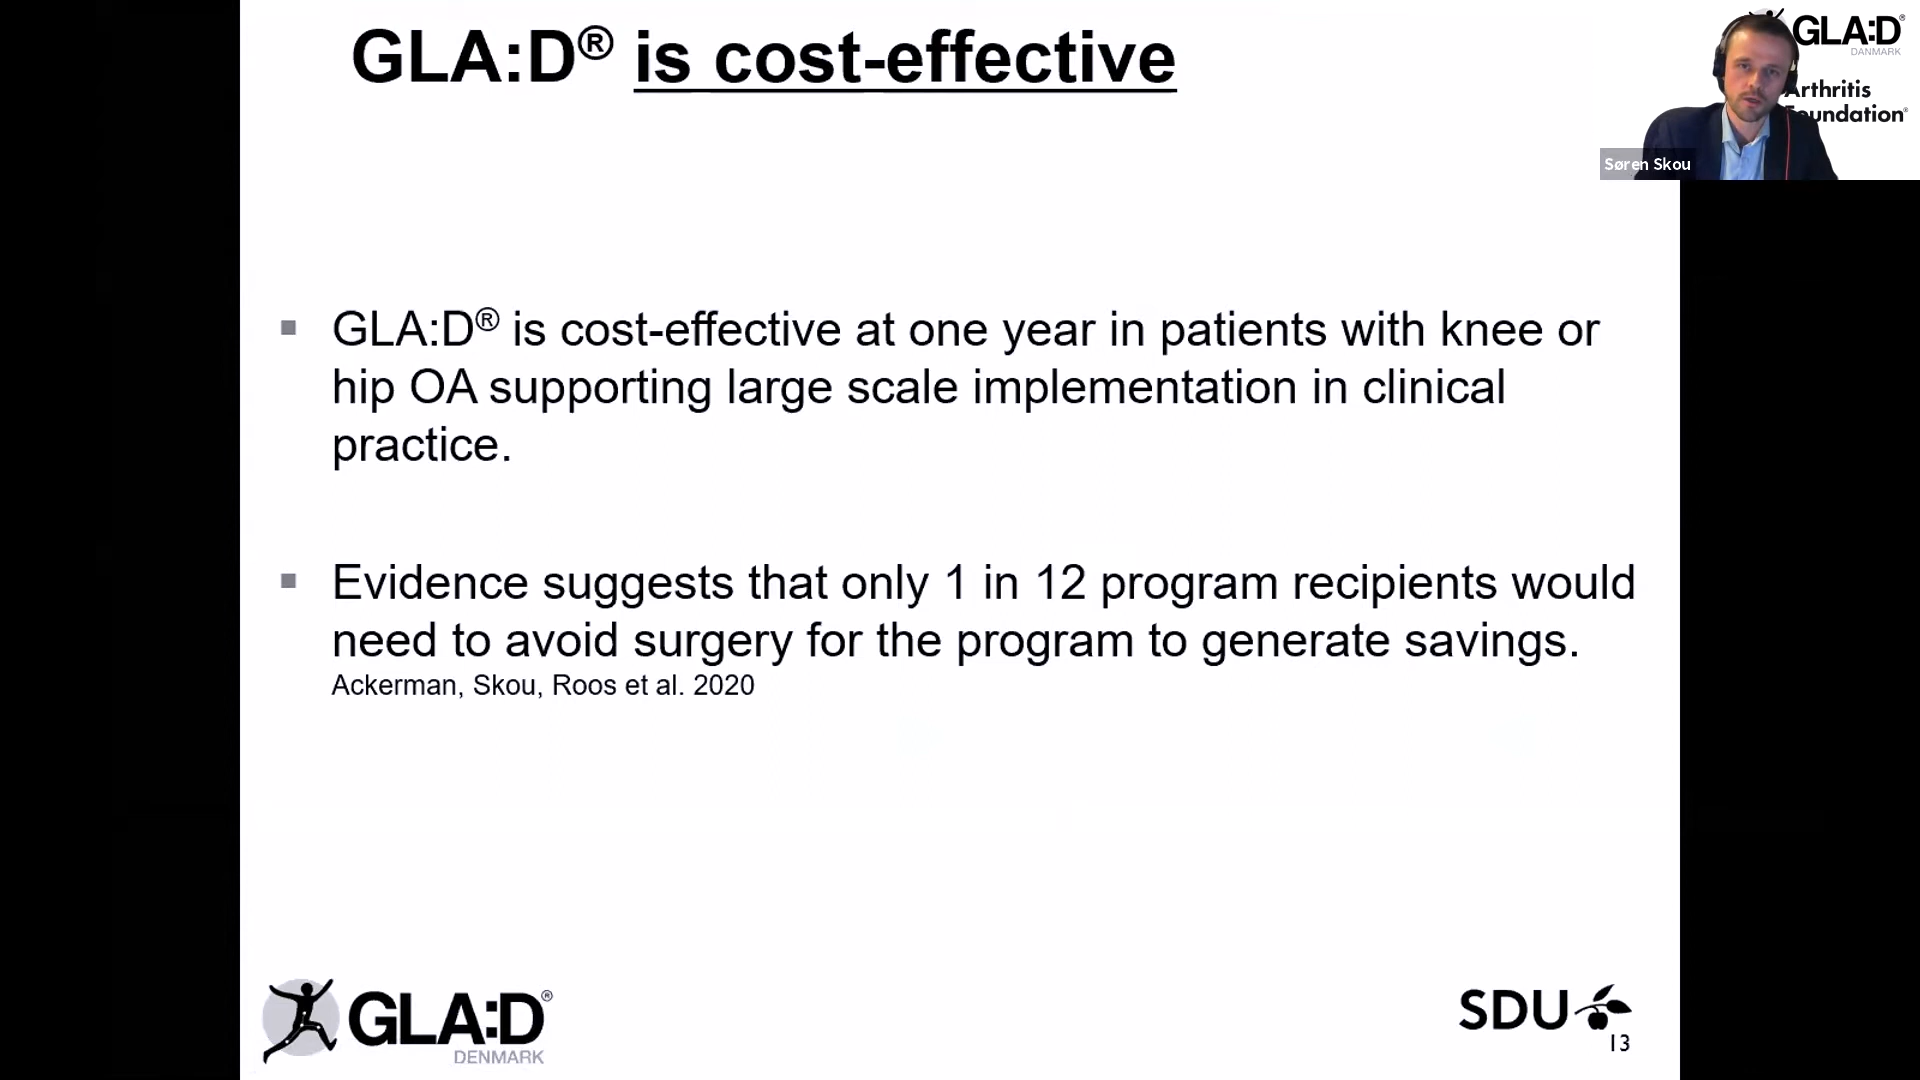 GLA:D® is cost-effective
GLA:D®
DANMARK
Arthritis
Foundation®
Søren Skou
▪ GLA:D® is cost-effective at one year in patients with knee or
hip OA supporting large scale implementation in clinical
practice.
▪ Evidence suggests that only 1 in 12 program recipients would
need to avoid surgery for the program to generate savings.
Ackerman, Skou, Roos et al. 2020
GLA:D®
DENMARK
SDU
13